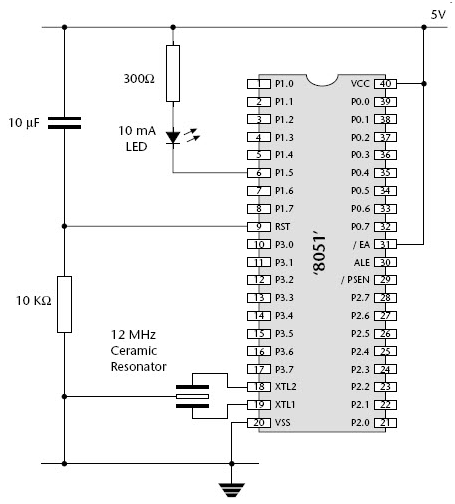 5V
300Ω
10 µF
10 mA
LED
10 KΩ
12 MHz
Ceramic
Resonator
'8051'
1 P1.0 VCC 40
2 P1.1 P0.0 39
3 P1.2 P0.1 38
4 P1.3 P0.2 37
5 P1.4 P0.3 36
6 P1.5 P0.4 35
7 P1.6 P0.5 34
8 P1.7 P0.6 33
9 RST P0.7 32
10 P3.0 / EA 31
11 P3.1 ALE 30
12 P3.2 / PSEN 29
13 P3.3 P2.7 28
14 P3.4 P2.6 27
15 P3.5 P2.5 26
16 P3.6 P2.4 25
17 P3.7 P2.3 24
18 XTL2 P2.2 23
19 XTL1 P2.1 22
20 VSS P2.0 21